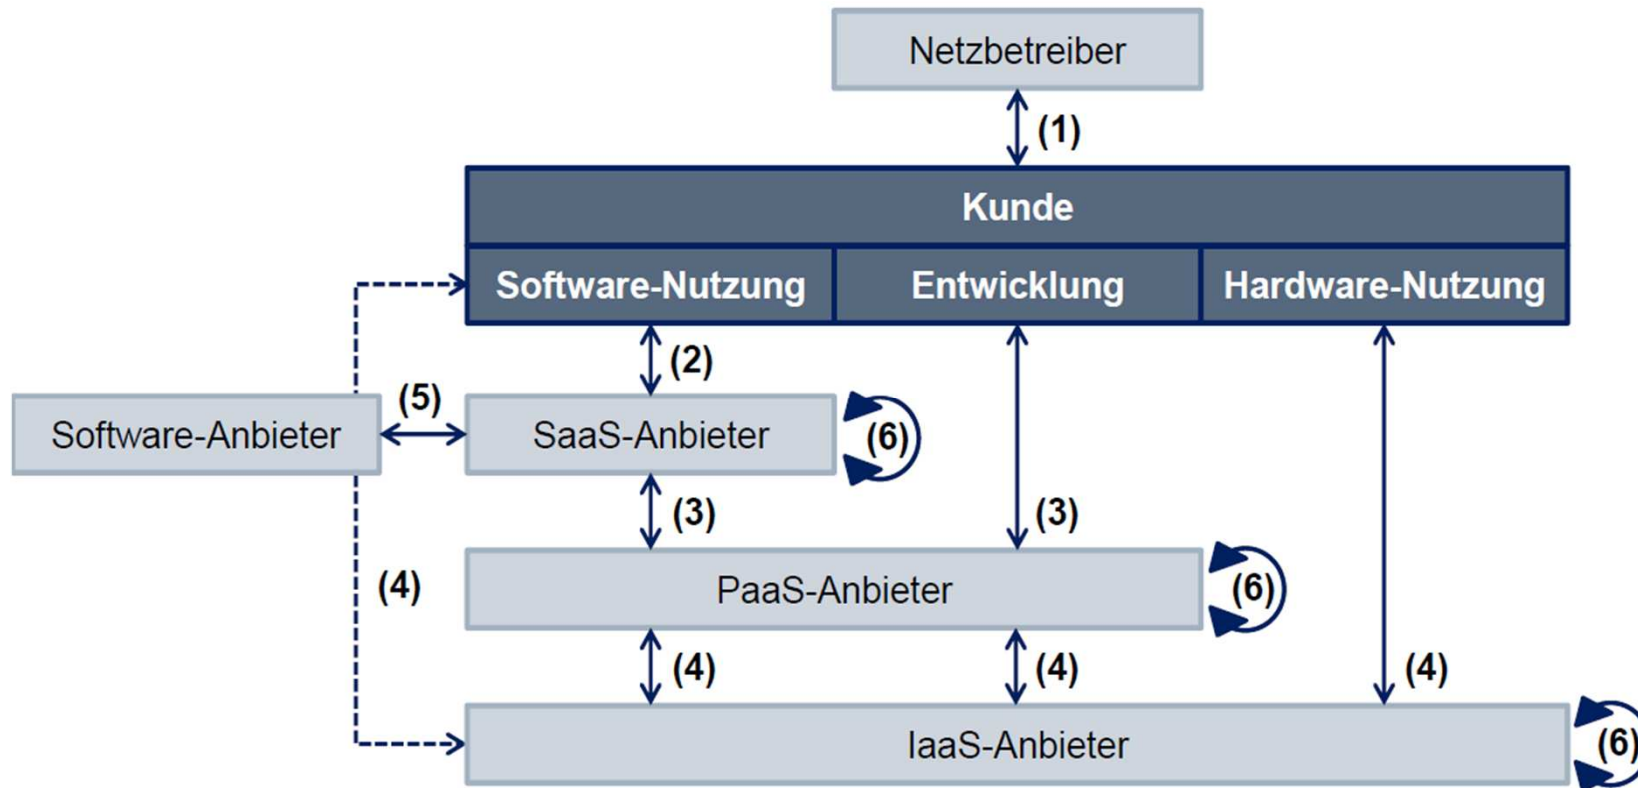 Netzbetreiber
(1)
Kunde
Software-Nutzung
Entwicklung
Hardware-Nutzung
(2)
(5)
Software-Anbieter
SaaS-Anbieter
(6)
(3)
(3)
(4)
PaaS-Anbieter
(6)
(4)
(4)
(4)
IaaS-Anbieter
(6)